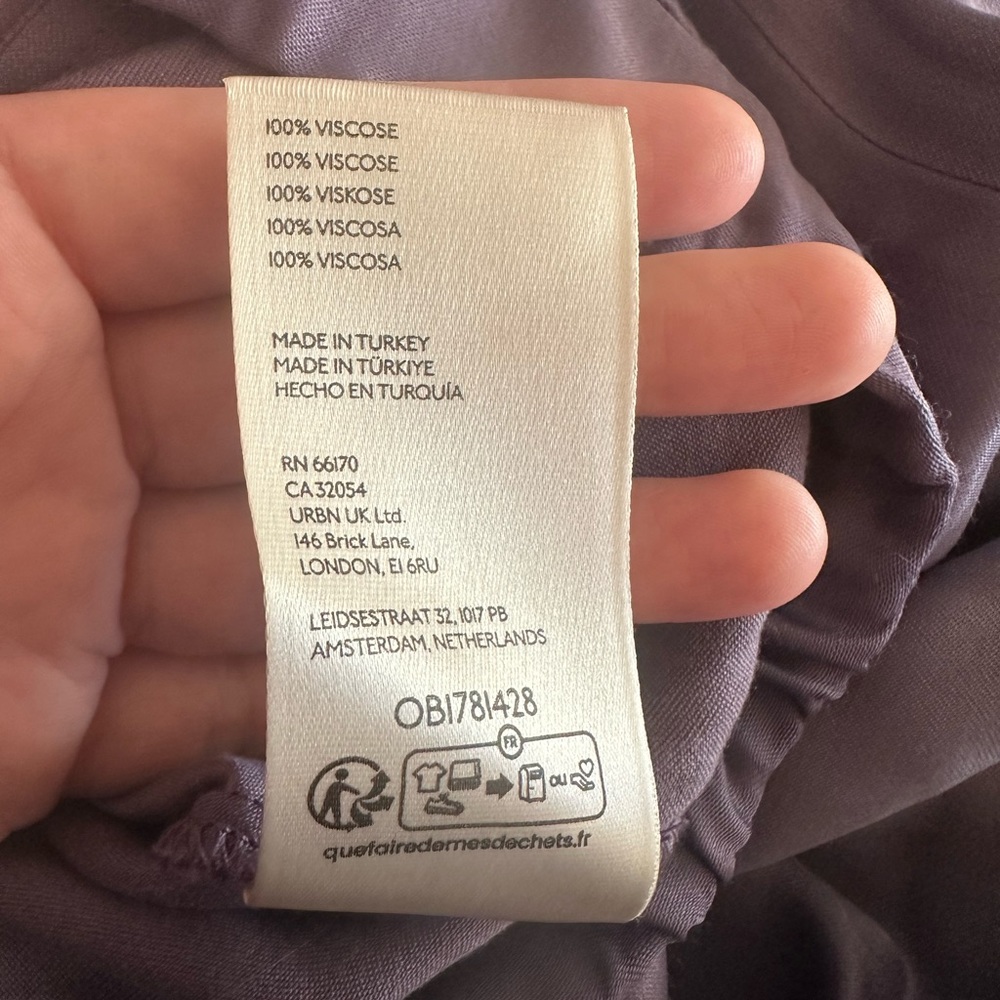 100% VISCOSE
100% VISCOSE
100% VISKOSE
100% VISCOSA
100% VISCOSA
MADE IN TURKEY
MADE IN TÜRKIYE
HECHO EN TURQUÍA
RN 66170
CA 32054
URBN UK Ltd.
146 Brick Lane,
LONDON, E1 6RU
LEIDSESTRAAT 32, 1017 PB
AMSTERDAM, NETHERLANDS
OB1781428
FR
OU
quefairedemesdechets.fr